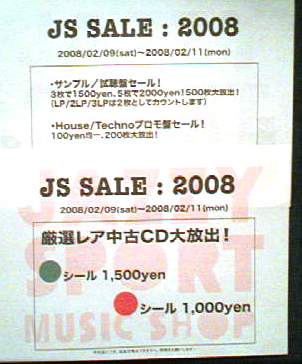 JS SALE : 2008
2008/02/09(sat)〜2008/02/11(mon)
・サンプル／試聴盤セール！
3枚で1500yen、5枚で2000yen！500枚大放出！
（LP/2LP/3LPは2枚としてカウントします）
・House/Technoプロモ盤セール！
100yen均一、200枚大放出！
JS SALE : 2008
2008/02/09(sat)〜2008/02/11(mon)
厳選レア中古CD大放出！
シール 1,500yen
シール 1,000yen
JAZZY
SPORT
MUSIC SHOP